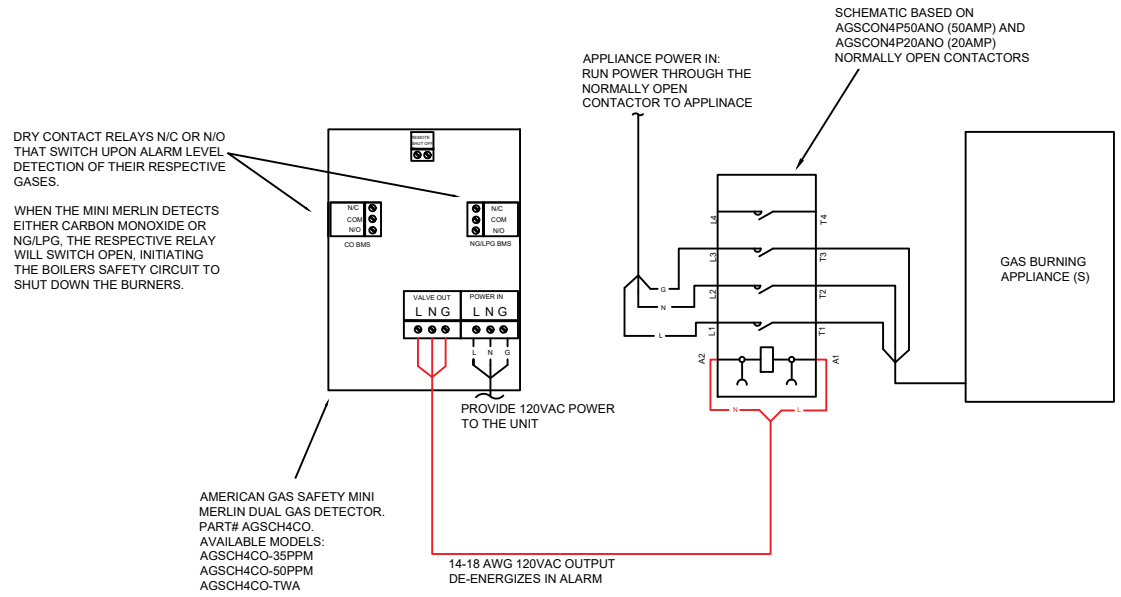 SCHEMATIC BASED ON
AGSCON4P50ANO (50AMP) AND
AGSCON4P20ANO (20AMP)
NORMALLY OPEN CONTACTORS
APPLIANCE POWER IN:
RUN POWER THROUGH THE
NORMALLY OPEN
CONTACTOR TO APPLINACE
DRY CONTACT RELAYS N/C OR N/O
THAT SWITCH UPON ALARM LEVEL
DETECTION OF THEIR RESPECTIVE
GASES.
WHEN THE MINI MERLIN DETECTS
EITHER CARBON MONOXIDE OR
NG/LPG, THE RESPECTIVE RELAY
WILL SWITCH OPEN, INITIATING
THE BOILERS SAFETY CIRCUIT TO
SHUT DOWN THE BURNERS.
REMOTE
SHUT OFF
N/C
COM
N/O
CO BMS
N/C
COM
N/O
NG/LPG BMS
VALVE OUT
L N G
POWER IN
L N G
L N G
PROVIDE 120VAC POWER
TO THE UNIT
G
N
L
L4
T4
L3
T3
L2
T2
L1
T1
A2
A1
N
L
GAS BURNING
APPLIANCE (S)
AMERICAN GAS SAFETY MINI
MERLIN DUAL GAS DETECTOR.
PART# AGSCH4CO.
AVAILABLE MODELS:
AGSCH4CO-35PPM
AGSCH4CO-50PPM
AGSCH4CO-TWA
14-18 AWG 120VAC OUTPUT
DE-ENERGIZES IN ALARM